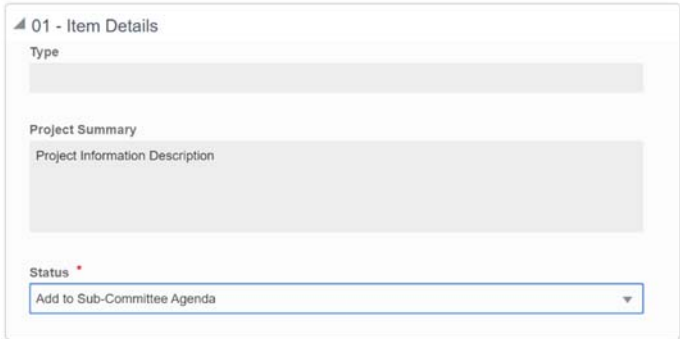 01 - Item Details
Type
Project Summary
Project Information Description
Status *
Add to Sub-Committee Agenda